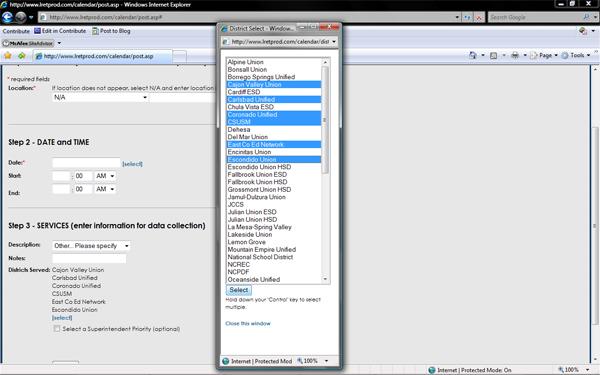 http://www.lretprod.com/calendar/post.asp - Windows Internet Explorer
http://www.lretprod.com/calendar/post.asp#
Google
Contribute Edit in Contribute Post to Blog
McAfee SiteAdvisor
http://www.lretprod.com/calendar/post.asp
Page Tools
* required fields
Location:* If location does not appear, select N/A and enter location i
N/A
Step 2 - DATE and TIME
Date:* [select]
Start: : 00 AM
End: : 00 AM
Step 3 - SERVICES (enter information for data collection)
Description: Other... Please specify
Notes:
Districts Served: Cajon Valley Union
Carlsbad Unified
Coronado Unified
CSUSM
East Co Ed Network
Escondido Union
[select]
Select a Superintendent Priority (optional)
District Select - Window...
http://www.lretprod.com/calendar/dist
Alpine Union
Bonsall Union
Borrego Springs Unified
Cajon Valley Union
Cardiff ESD
Carlsbad Unified
Chula Vista ESD
Coronado Unified
CSUSM
Dehesa
Del Mar Union
East Co Ed Network
Encinitas Union
Escondido Union
Escondido Union HSD
Fallbrook Union ESD
Fallbrook Union HSD
Grossmont Union HSD
Jamul-Dulzura Union
JCCS
Julian Union ESD
Julian Union HSD
La Mesa-Spring Valley
Lakeside Union
Lemon Grove
Mountain Empire Unified
National School District
NCREC
NCPDF
Oceanside Unified
Select
Hold down your 'Control' key to select
multiple.
Close this window
Internet | Protected Mod 100%
Internet | Protected Mode: On 100%